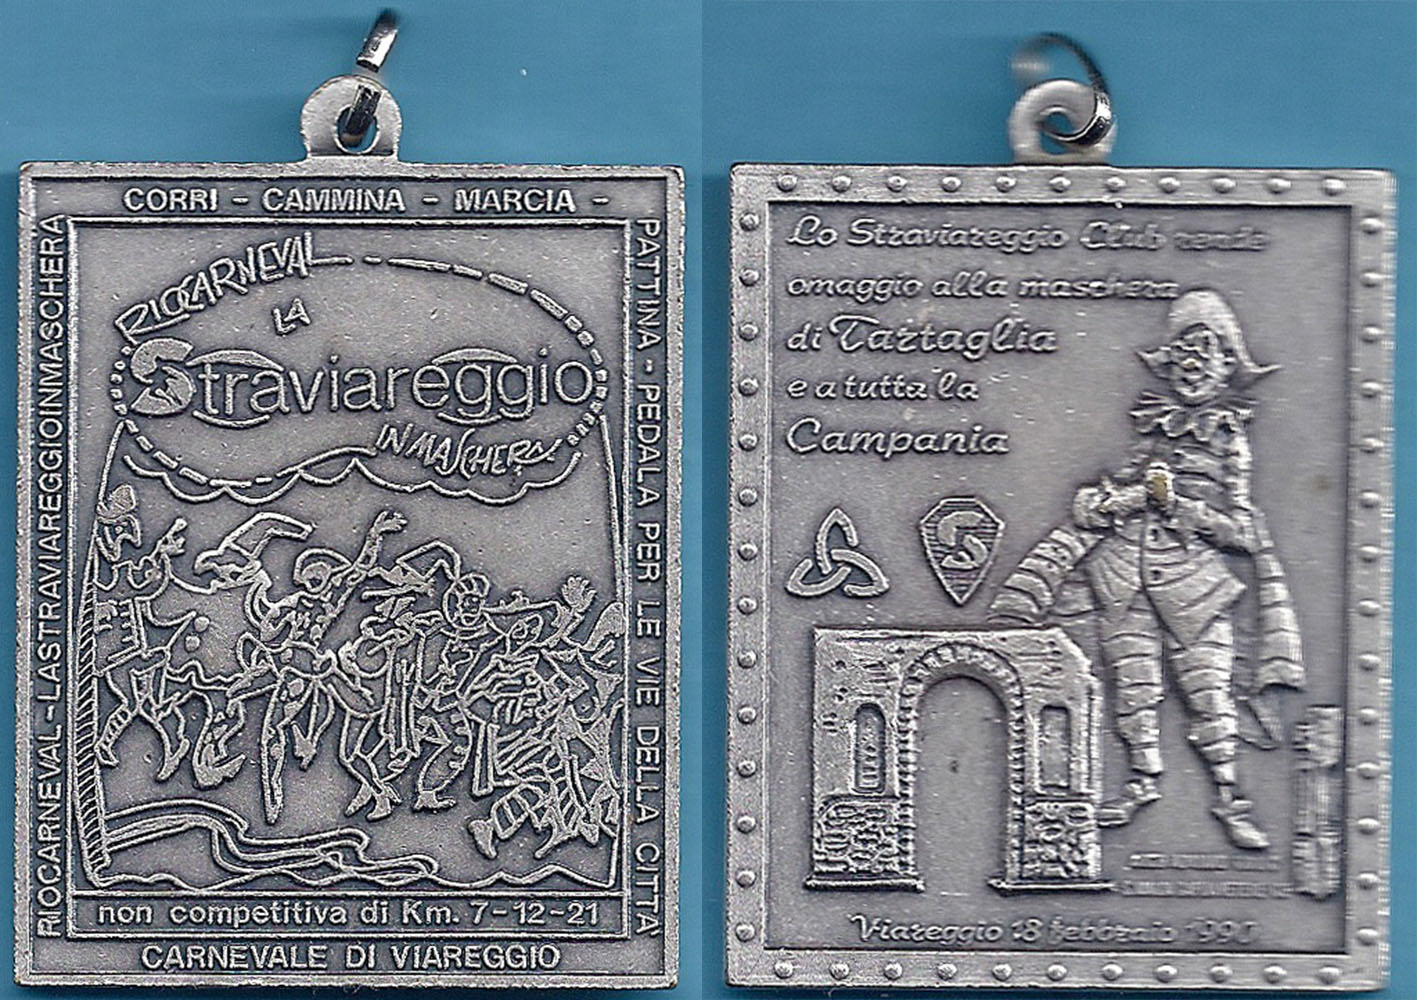 CORRI - CAMMINA - MARCIA -
PATTINA - PEDALA PER LE VIE DELLA CITTÀ
RIOCARNEVAL-LASTRAVIAREGGIOINMASCHERA
RIOCARNEVAL
LA
Straviareggio
IN MASCHERA
non competitiva di Km. 7-12-21
CARNEVALE DI VIAREGGIO
Lo Straviareggio Club rende
omaggio alla maschera
di Tartaglia
e a tutta la
Campania
Viareggio 18 febbraio 1990